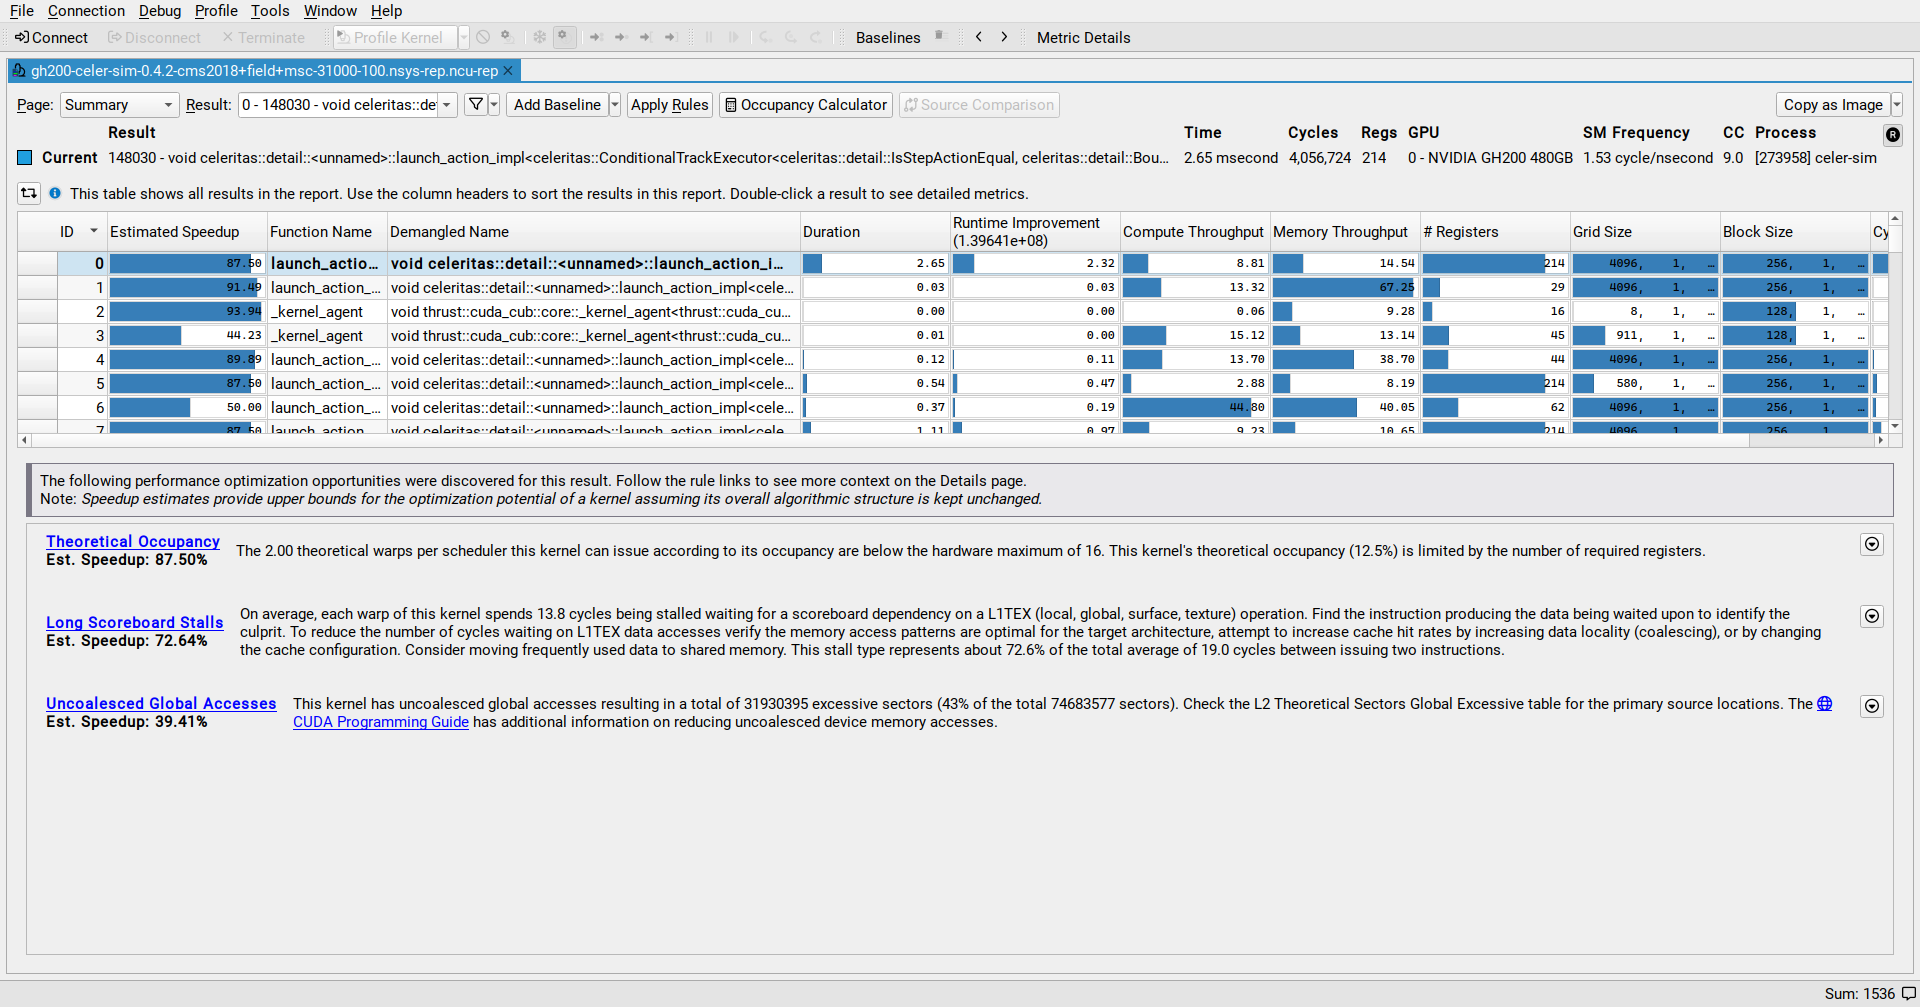 File Connection Debug Profile Tools Window Help
Connect Disconnect Terminate Profile Kernel Baselines Metric Details
gh200-celer-sim-0.4.2-cms2018+field+msc-31000-100.nsys-rep.ncu-rep
Page: Summary Result: 0 - 148030 - void celeritas::de Add Baseline Apply Rules Occupancy Calculator Source Comparison Copy as Image
Result Time Cycles Regs GPU SM Frequency CC Process
Current 148030 - void celeritas::detail::<unnamed>::launch_action_impl<celeritas::ConditionalTrackExecutor<celeritas::detail::IsStepActionEqual, celeritas::detail::Bou... 2.65 msecond 4,056,724 214 0 - NVIDIA GH200 480GB 1.53 cycle/nsecond 9.0 [273958] celer-sim
This table shows all results in the report. Use the column headers to sort the results in this report. Double-click a result to see detailed metrics.
ID Estimated Speedup Function Name Demangled Name Duration Runtime Improvement (1.39641e+08) Compute Throughput Memory Throughput # Registers Grid Size Block Size Cy
0 87.50 launch_actio... void celeritas::detail::<unnamed>::launch_action_i... 2.65 2.32 8.81 14.54 214 4096, 1, ... 256, 1, ...
1 91.49 launch_action_... void celeritas::detail::<unnamed>::launch_action_impl<cele... 0.03 0.03 13.32 67.25 29 4096, 1, ... 256, 1, ...
2 93.94 _kernel_agent void thrust::cuda_cub::core::_kernel_agent<thrust::cuda_cu... 0.00 0.00 0.06 9.28 16 8, 1, ... 128, 1, ...
3 44.23 _kernel_agent void thrust::cuda_cub::core::_kernel_agent<thrust::cuda_cu... 0.01 0.00 15.12 13.14 45 911, 1, ... 128, 1, ...
4 89.89 launch_action_... void celeritas::detail::<unnamed>::launch_action_impl<cele... 0.12 0.11 13.70 38.70 44 4096, 1, ... 256, 1, ...
5 87.50 launch_action_... void celeritas::detail::<unnamed>::launch_action_impl<cele... 0.54 0.47 2.88 8.19 214 580, 1, ... 256, 1, ...
6 50.00 launch_action_... void celeritas::detail::<unnamed>::launch_action_impl<cele... 0.37 0.19 44.80 40.05 62 4096, 1, ... 256, 1, ...
7 87.50 launch_action void celeritas::detail::<unnamed>::launch_action_impl<cele 1.11 0.97 9.23 10.65 214 4096 1 256 1
The following performance optimization opportunities were discovered for this result. Follow the rule links to see more context on the Details page.
Note: Speedup estimates provide upper bounds for the optimization potential of a kernel assuming its overall algorithmic structure is kept unchanged.
Theoretical Occupancy
Est. Speedup: 87.50%
The 2.00 theoretical warps per scheduler this kernel can issue according to its occupancy are below the hardware maximum of 16. This kernel's theoretical occupancy (12.5%) is limited by the number of required registers.
Long Scoreboard Stalls
Est. Speedup: 72.64%
On average, each warp of this kernel spends 13.8 cycles being stalled waiting for a scoreboard dependency on a L1TEX (local, global, surface, texture) operation. Find the instruction producing the data being waited upon to identify the
culprit. To reduce the number of cycles waiting on L1TEX data accesses verify the memory access patterns are optimal for the target architecture, attempt to increase cache hit rates by increasing data locality (coalescing), or by changing
the cache configuration. Consider moving frequently used data to shared memory. This stall type represents about 72.6% of the total average of 19.0 cycles between issuing two instructions.
Uncoalesced Global Accesses
Est. Speedup: 39.41%
This kernel has uncoalesced global accesses resulting in a total of 31930395 excessive sectors (43% of the total 74683577 sectors). Check the L2 Theoretical Sectors Global Excessive table for the primary source locations. The
CUDA Programming Guide has additional information on reducing uncoalesced device memory accesses.
Sum: 1536